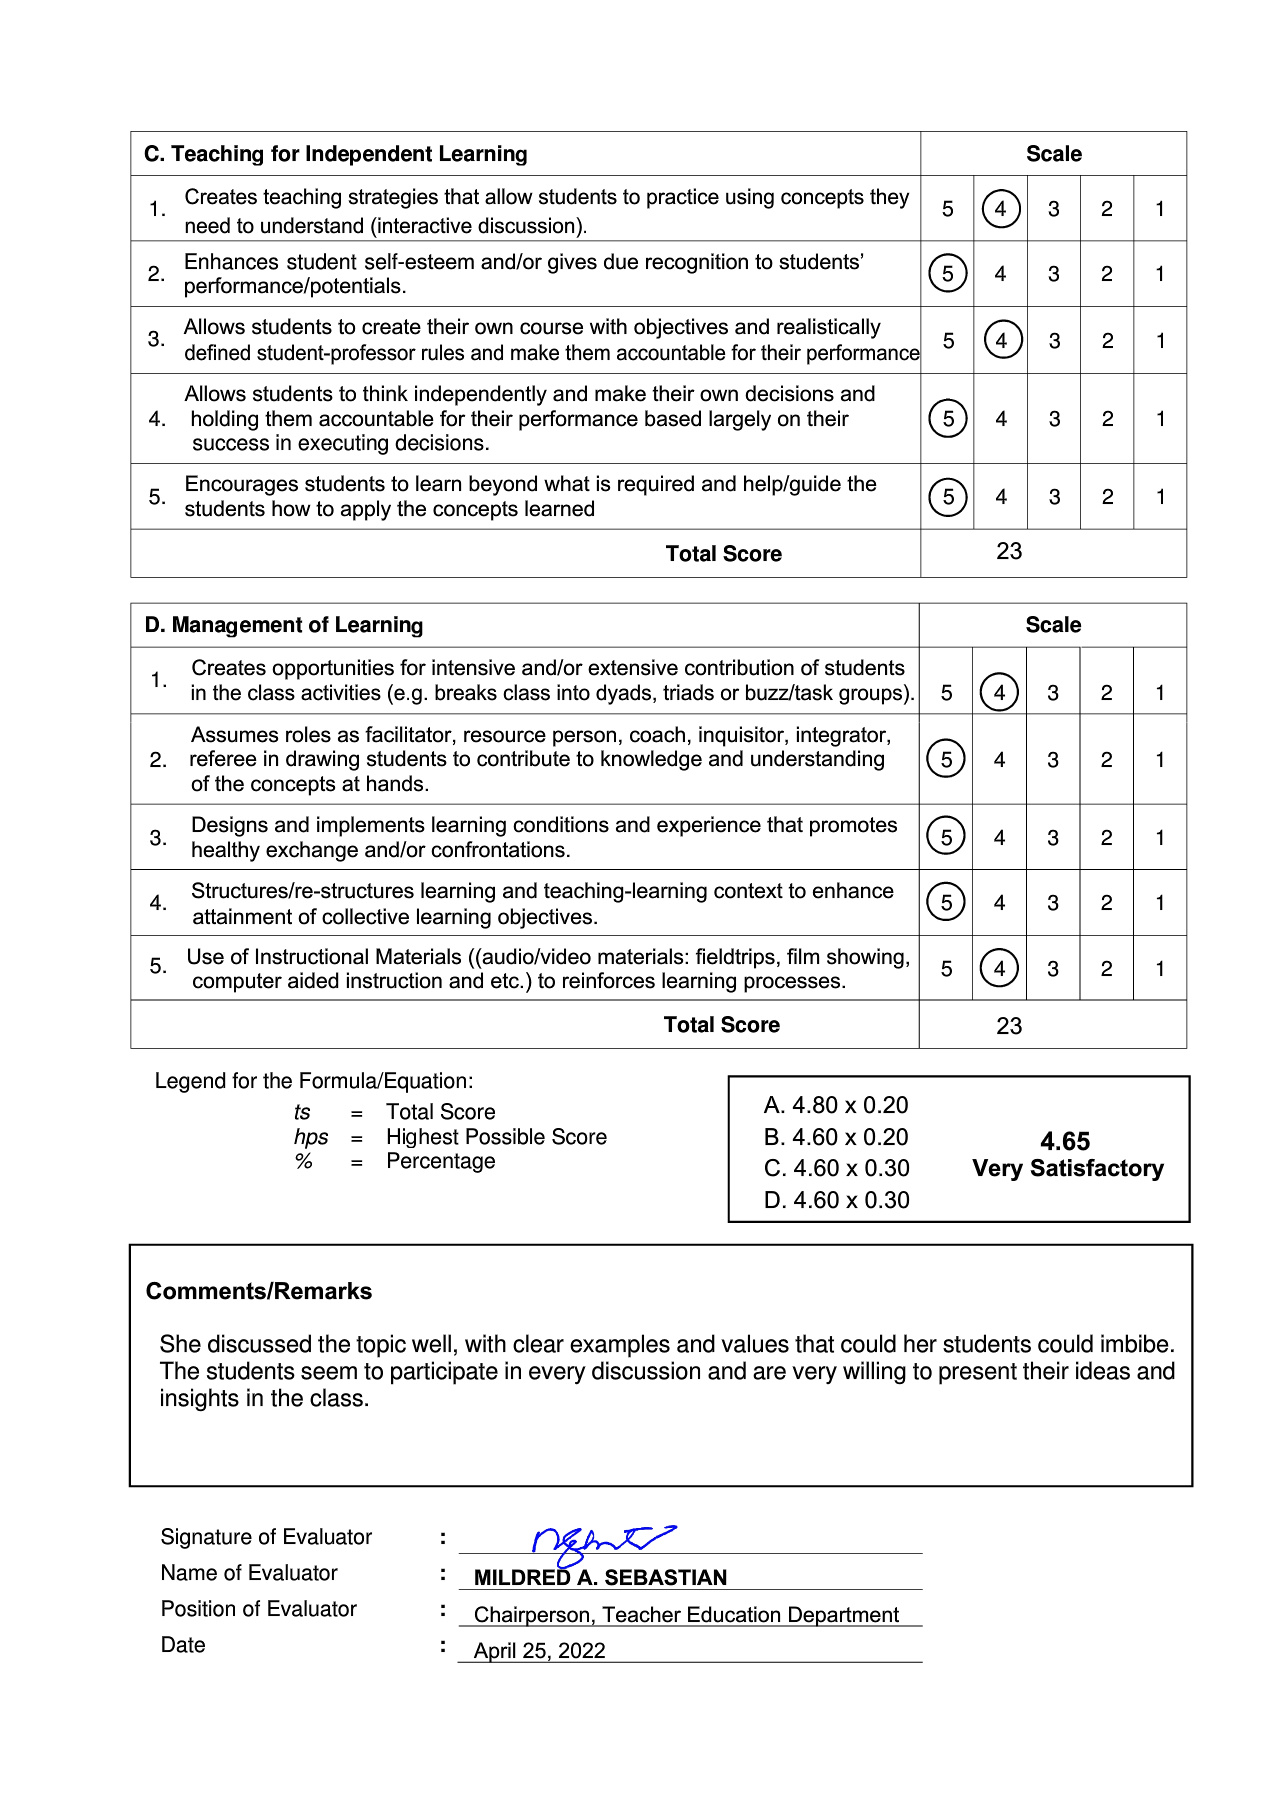 C. Teaching for Independent Learning Scale
1. Creates teaching strategies that allow students to practice using concepts they
need to understand (interactive discussion). 5 4 3 2 1
2. Enhances student self-esteem and/or gives due recognition to students’
performance/potentials. 5 4 3 2 1
3. Allows students to create their own course with objectives and realistically
defined student-professor rules and make them accountable for their performance 5 4 3 2 1
4. Allows students to think independently and make their own decisions and
holding them accountable for their performance based largely on their
success in executing decisions. 5 4 3 2 1
5. Encourages students to learn beyond what is required and help/guide the
students how to apply the concepts learned 5 4 3 2 1
Total Score 23
D. Management of Learning Scale
1. Creates opportunities for intensive and/or extensive contribution of students
in the class activities (e.g. breaks class into dyads, triads or buzz/task groups). 5 4 3 2 1
2. Assumes roles as facilitator, resource person, coach, inquisitor, integrator,
referee in drawing students to contribute to knowledge and understanding
of the concepts at hands. 5 4 3 2 1
3. Designs and implements learning conditions and experience that promotes
healthy exchange and/or confrontations. 5 4 3 2 1
4. Structures/re-structures learning and teaching-learning context to enhance
attainment of collective learning objectives. 5 4 3 2 1
5. Use of Instructional Materials ((audio/video materials: fieldtrips, film showing,
computer aided instruction and etc.) to reinforces learning processes. 5 4 3 2 1
Total Score 23
Legend for the Formula/Equation:
ts = Total Score
hps = Highest Possible Score
% = Percentage
A. 4.80 x 0.20
B. 4.60 x 0.20
C. 4.60 x 0.30
D. 4.60 x 0.30
4.65
Very Satisfactory
Comments/Remarks
She discussed the topic well, with clear examples and values that could her students could imbibe.
The students seem to participate in every discussion and are very willing to present their ideas and
insights in the class.
Signature of Evaluator :
Name of Evaluator : MILDRED A. SEBASTIAN
Position of Evaluator : Chairperson, Teacher Education Department
Date : April 25, 2022